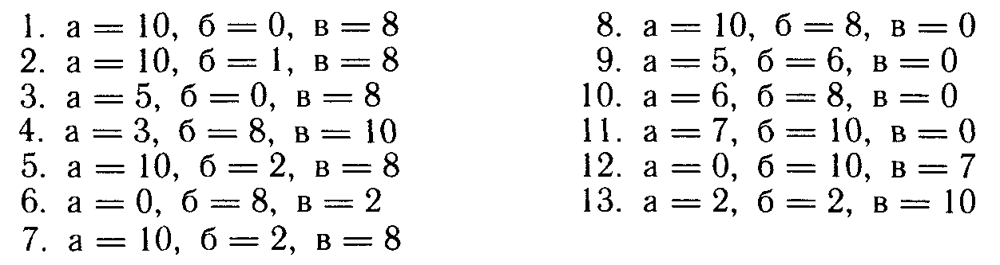 1. а = 10, б = 0, в = 8
2. а = 10, б = 1, в = 8
3. а = 5, б = 0, в = 8
4. а = 3, б = 8, в = 10
5. а = 10, б = 2, в = 8
6. а = 0, б = 8, в = 2
7. а = 10, б = 2, в = 8
8. а = 10, б = 8, в = 0
9. а = 5, б = 6, в = 0
10. а = 6, б = 8, в = 0
11. а = 7, б = 10, в = 0
12. а = 0, б = 10, в = 7
13. а = 2, б = 2, в = 10